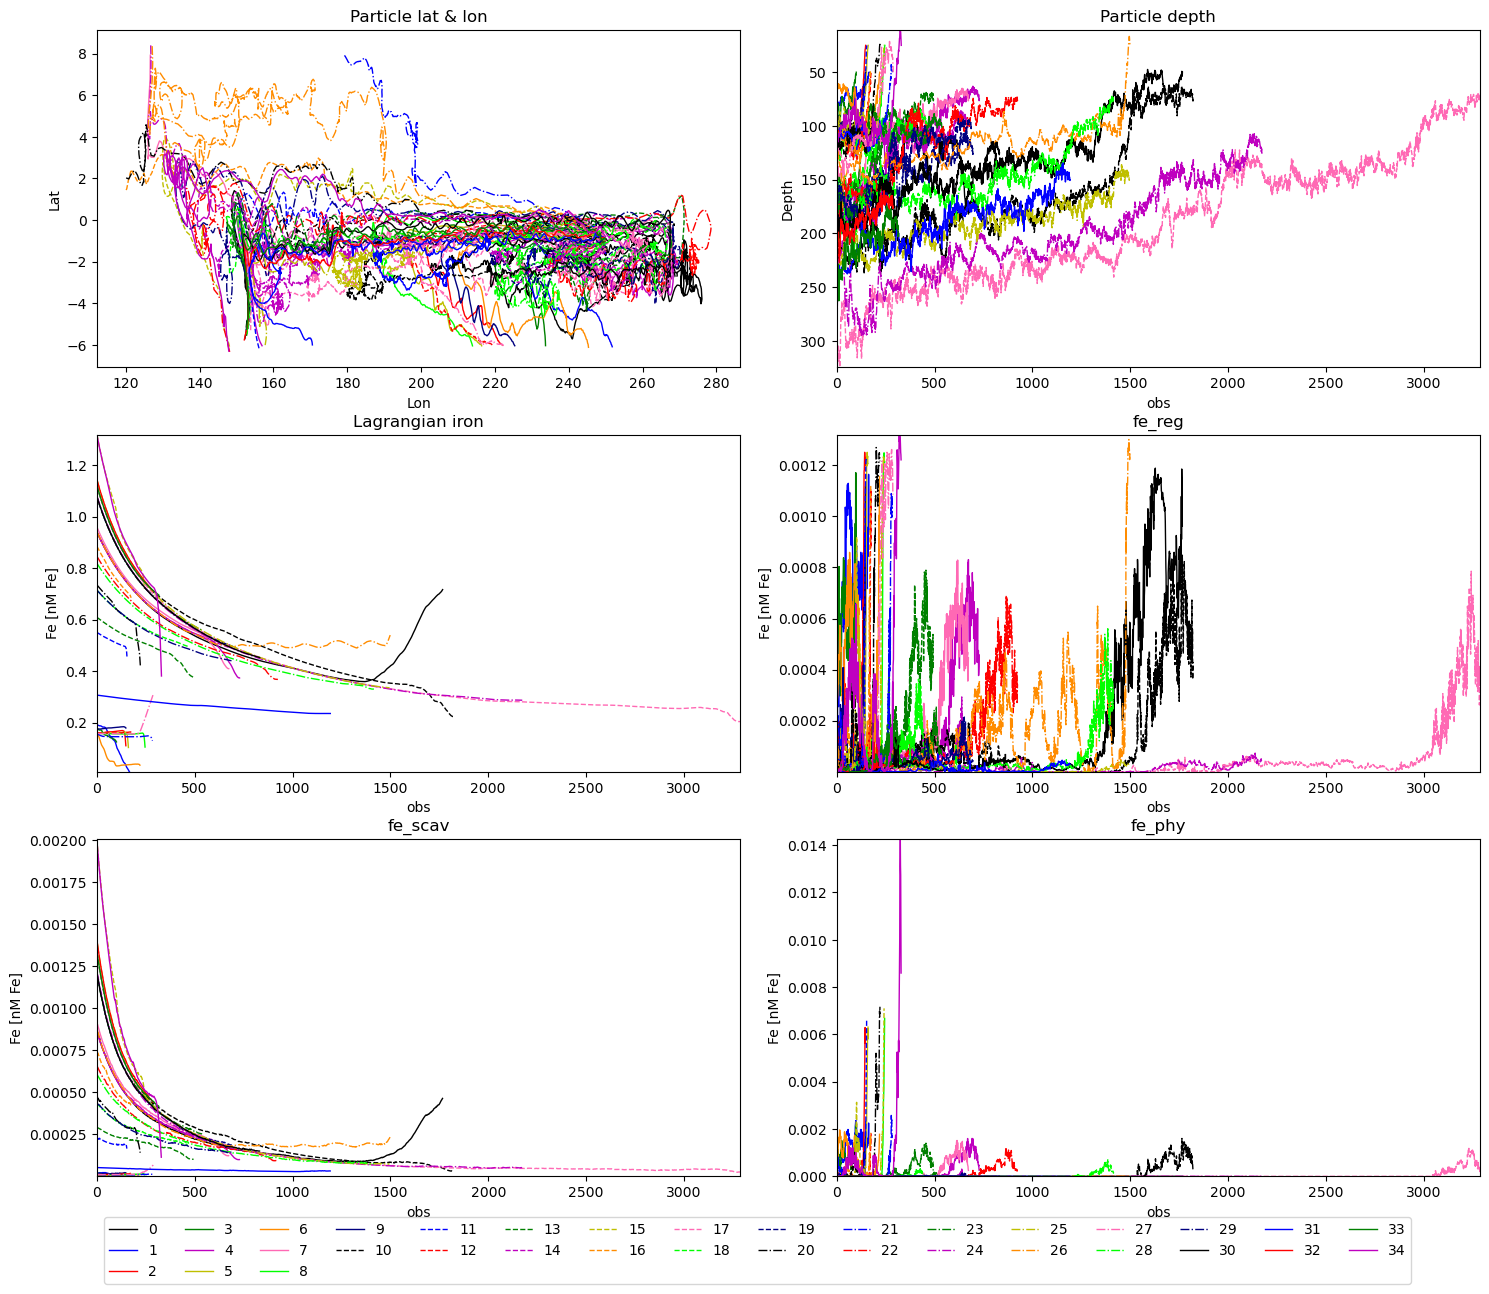 Particle lat & lon
8
6
4
2
0
−2
−4
−6
Lat
120 140 160 180 200 220 240 260 280
Lon
Particle depth
50
100
150
200
250
300
Depth
0 500 1000 1500 2000 2500 3000
obs
Lagrangian iron
1.2
1.0
0.8
0.6
0.4
0.2
Fe [nM Fe]
0 500 1000 1500 2000 2500 3000
obs
fe_reg
0.0012
0.0010
0.0008
0.0006
0.0004
0.0002
Fe [nM Fe]
0 500 1000 1500 2000 2500 3000
obs
fe_scav
0.00200
0.00175
0.00150
0.00125
0.00100
0.00075
0.00050
0.00025
Fe [nM Fe]
0 500 1000 1500 2000 2500 3000
obs
fe_phy
0.014
0.012
0.010
0.008
0.006
0.004
0.002
0.000
Fe [nM Fe]
0 500 1000 1500 2000 2500 3000
obs
0 3 6 9 11 13 15 17 19 21 23 25 27 29 31 33
1 4 7 10 12 14 16 18 20 22 24 26 28 30 32 34
2 5 8